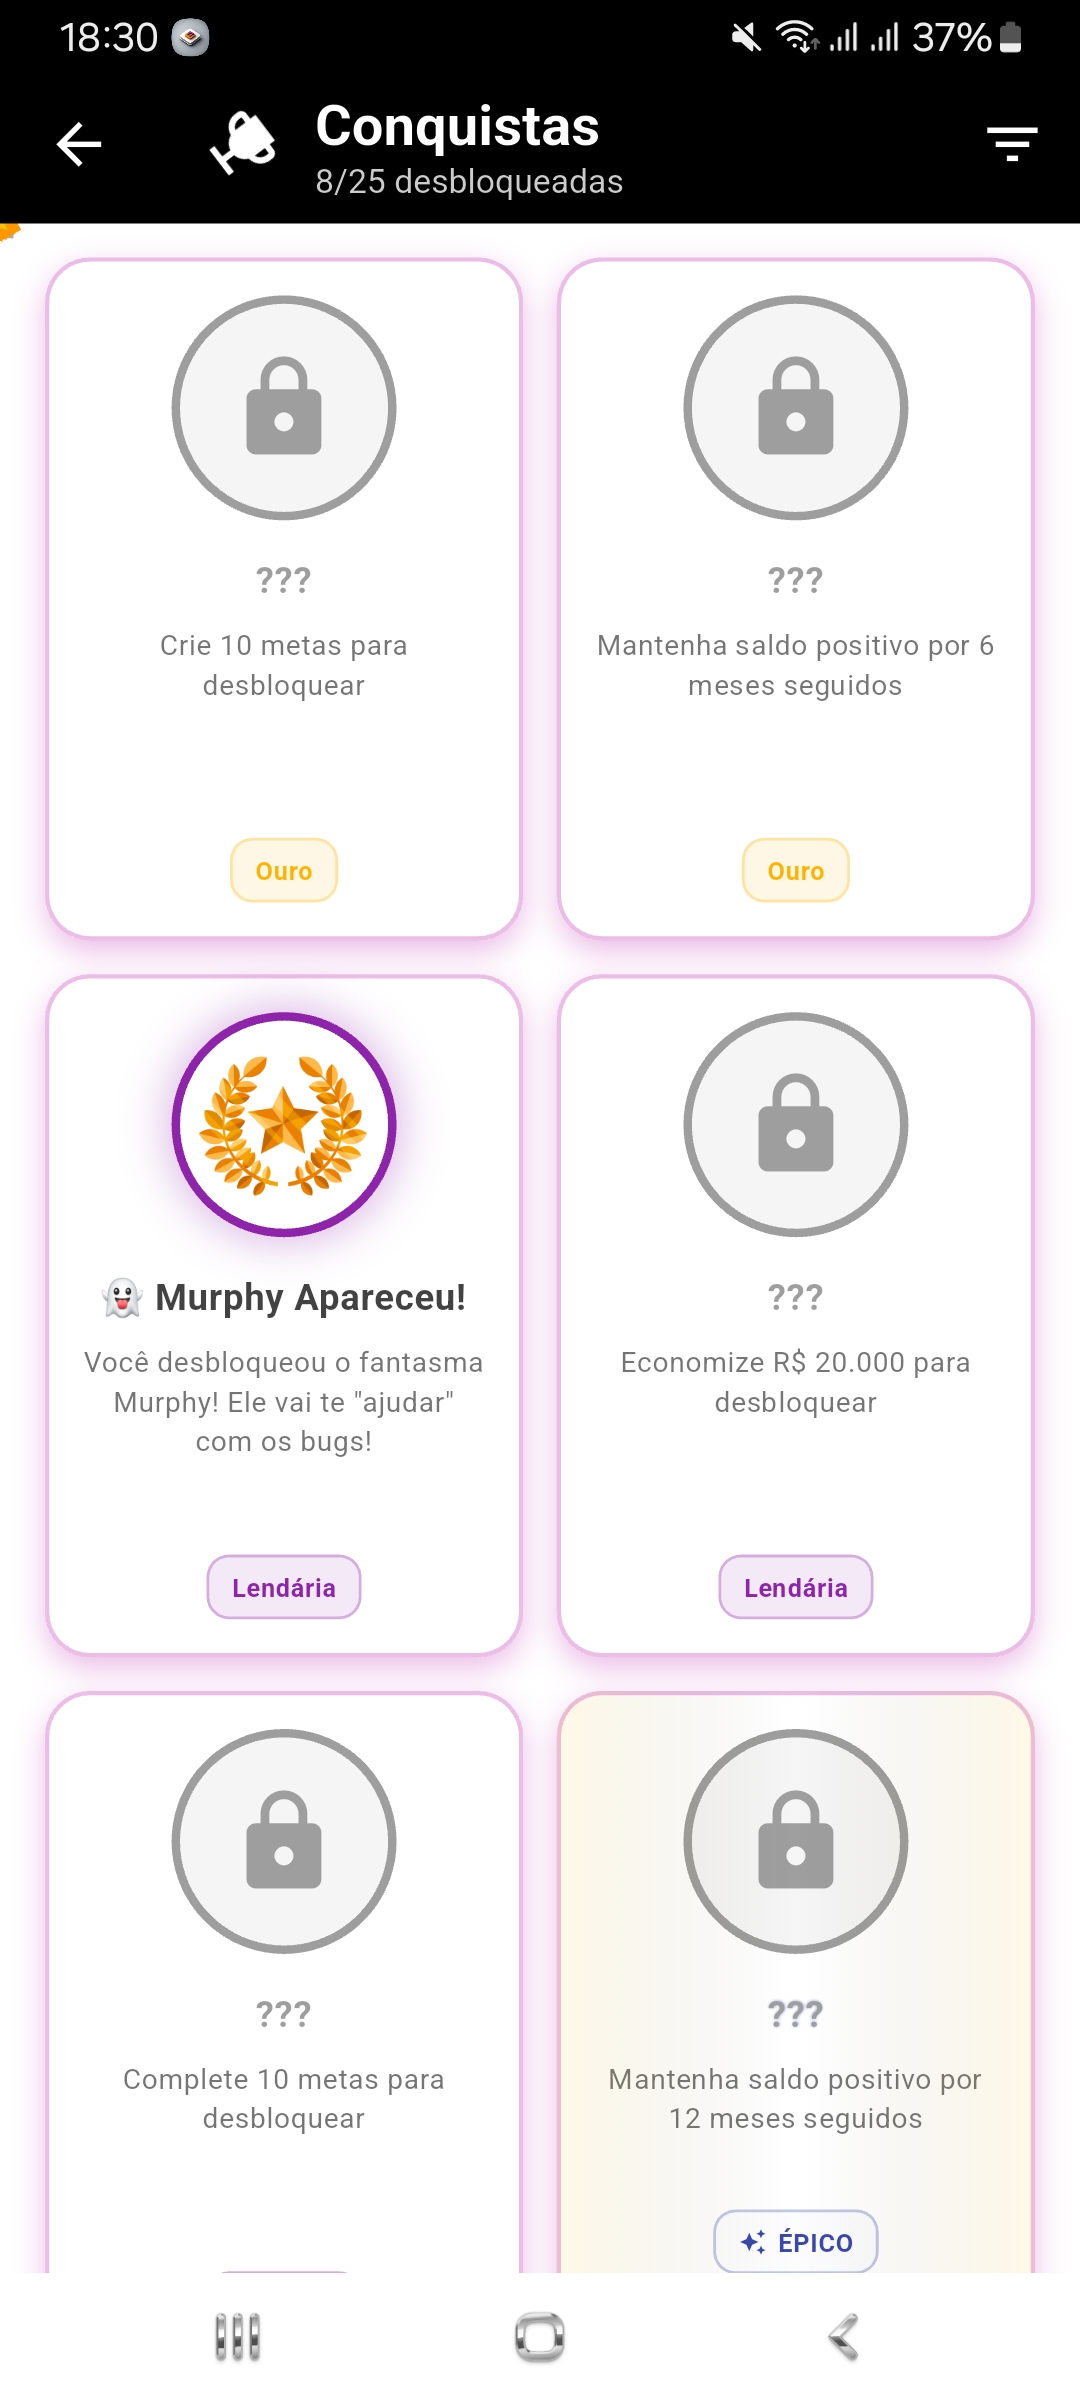 18:30
37%
Conquistas
8/25 desbloqueadas
???
Crie 10 metas para
desbloquear
Ouro
???
Mantenha saldo positivo por 6
meses seguidos
Ouro
👻 Murphy Apareceu!
Você desbloqueou o fantasma
Murphy! Ele vai te "ajudar"
com os bugs!
Lendária
???
Economize R$ 20.000 para
desbloquear
Lendária
???
Complete 10 metas para
desbloquear
???
Mantenha saldo positivo por
12 meses seguidos
ÉPICO